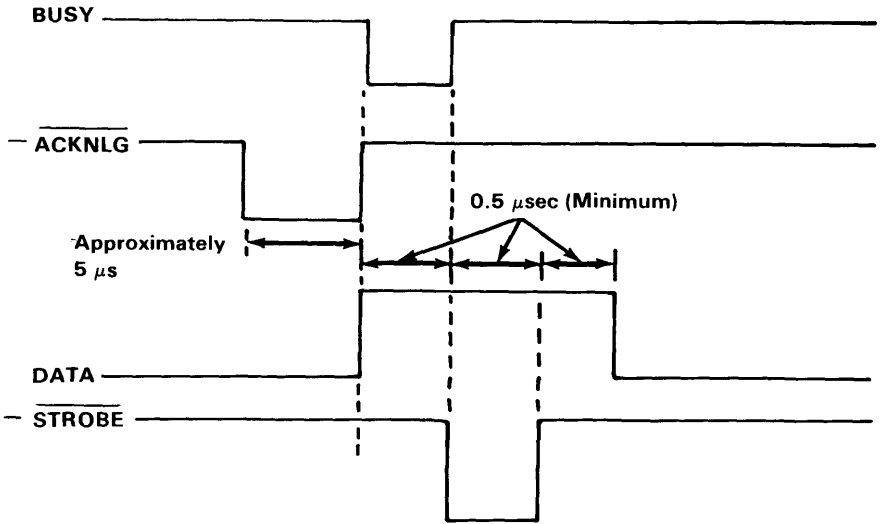 BUSY
— ACKNLG
0.5 μsec (Minimum)
Approximately
5 μs
DATA
— STROBE